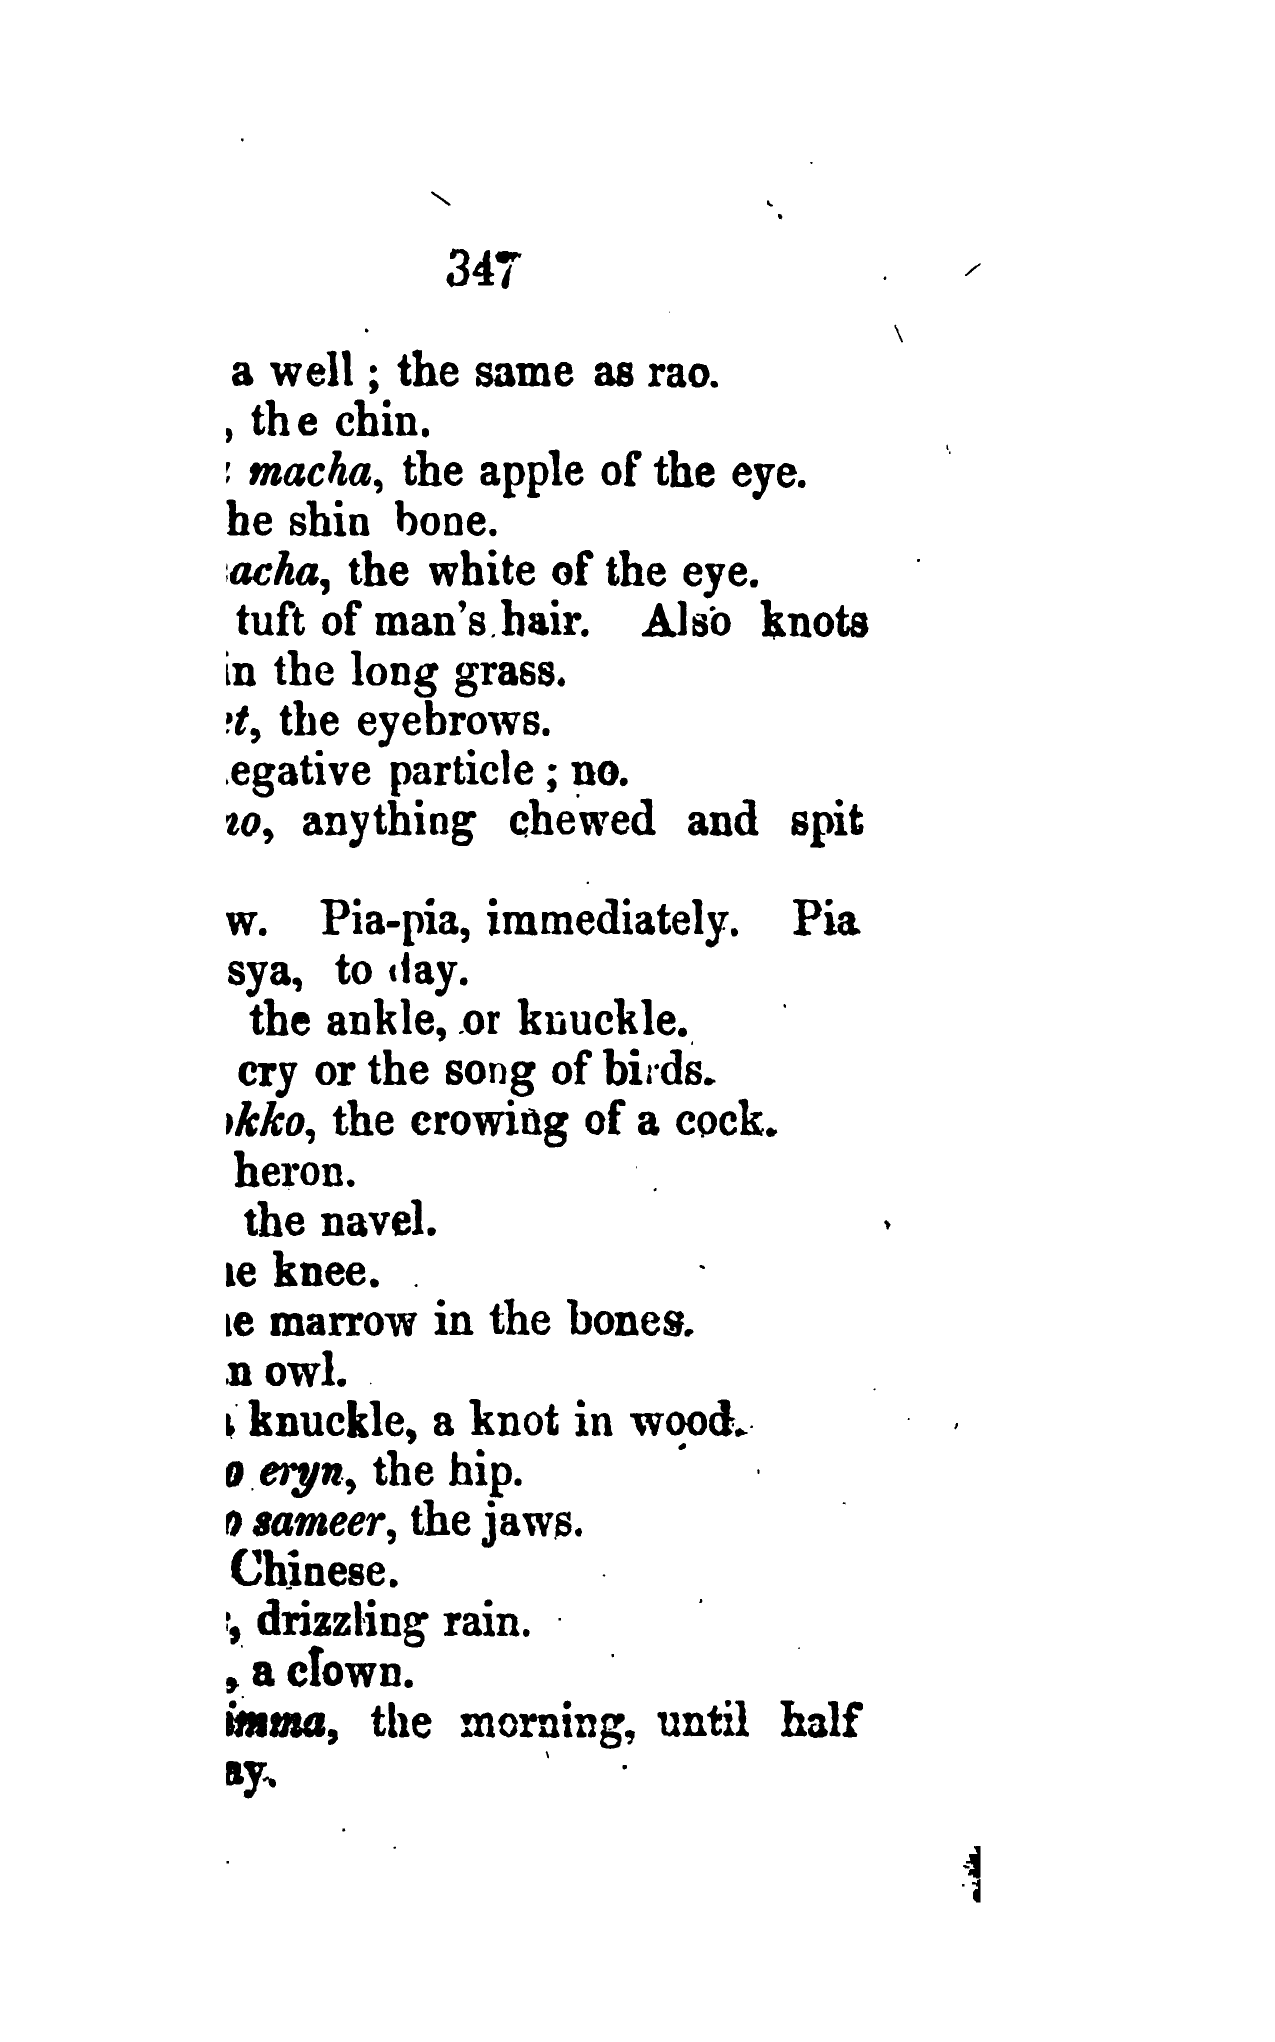 347
a well ; the same as rao.
, the chin.
macha, the apple of the eye.
he shin bone.
acha, the white of the eye.
tuft of man's hair. Also knots
in the long grass.
t, the eyebrows.
egative particle ; no.
no, anything chewed and spit
w. Pia-pia, immediately. Pia
sya, to day.
the ankle, or knuckle.
cry or the song of birds.
kko, the crowing of a cock.
heron.
the navel.
e knee.
e marrow in the bones.
n owl.
knuckle, a knot in wood.
o eryn, the hip.
o sameer, the jaws.
Chinese.
, drizzling rain.
, a clown.
imma, the morning, until half
ay.